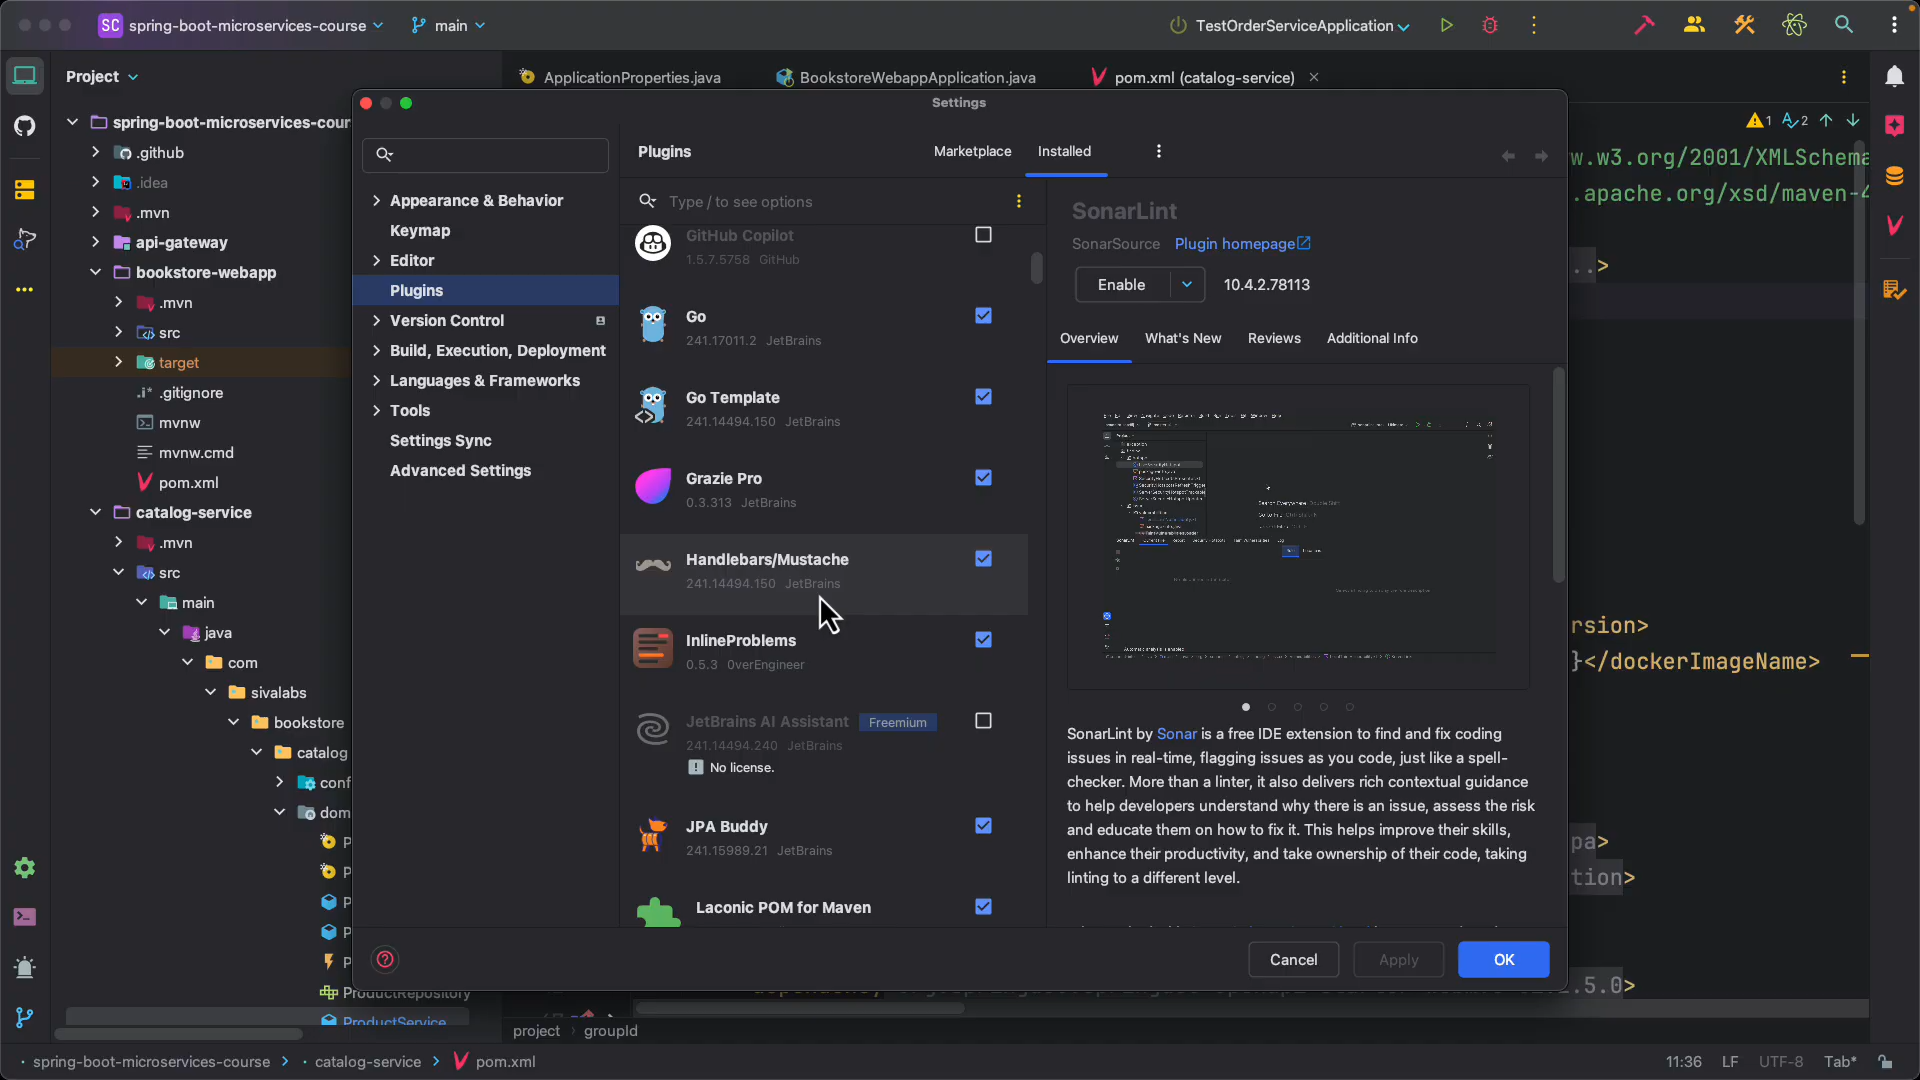 SC spring-boot-microservices-course
main
TestOrderServiceApplication
Project
ApplicationProperties.java
BookstoreWebappApplication.java
pom.xml (catalog-service)
spring-boot-microservices-cour
.github
.idea
.mvn
api-gateway
bookstore-webapp
.mvn
src
target
.gitignore
mvnw
mvnw.cmd
pom.xml
catalog-service
.mvn
src
main
java
com
sivalabs
bookstore
catalog
conf
dom
P
P
P
P
P
ProductRepository
ProductService
Settings
Appearance & Behavior
Keymap
Editor
Plugins
Version Control
Build, Execution, Deployment
Languages & Frameworks
Tools
Settings Sync
Advanced Settings
Plugins
Marketplace
Installed
Type / to see options
GitHub Copilot
1.5.7.5758 GitHub
Go
241.17011.2 JetBrains
Go Template
241.14494.150 JetBrains
Grazie Pro
0.3.313 JetBrains
Handlebars/Mustache
241.14494.150 JetBrains
InlineProblems
0.5.3 0verEngineer
JetBrains AI Assistant Freemium
241.14494.240 JetBrains
No license.
JPA Buddy
241.15989.21 JetBrains
Laconic POM for Maven
SonarLint
SonarSource Plugin homepage
Enable
10.4.2.78113
Overview
What's New
Reviews
Additional Info
SonarLint by Sonar is a free IDE extension to find and fix coding
issues in real-time, flagging issues as you code, just like a spell-
checker. More than a linter, it also delivers rich contextual guidance
to help developers understand why there is an issue, assess the risk
and educate them on how to fix it. This helps improve their skills,
enhance their productivity, and take ownership of their code, taking
linting to a different level.
Cancel
Apply
OK
1
2
w.w3.org/2001/XMLSchema
.apache.org/xsd/maven-4
..>
rsion>
}</dockerImageName>
pa>
tion>
.5.0>
project
groupId
spring-boot-microservices-course
catalog-service
pom.xml
11:36
LF
UTF-8
Tab*